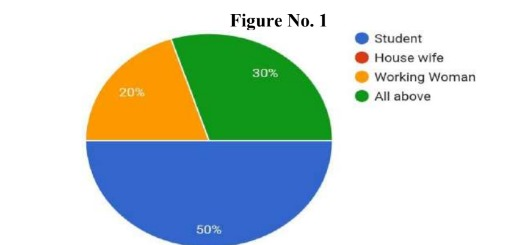 Figure No. 1
Student
House wife
Working Woman
All above
30%
20%
50%